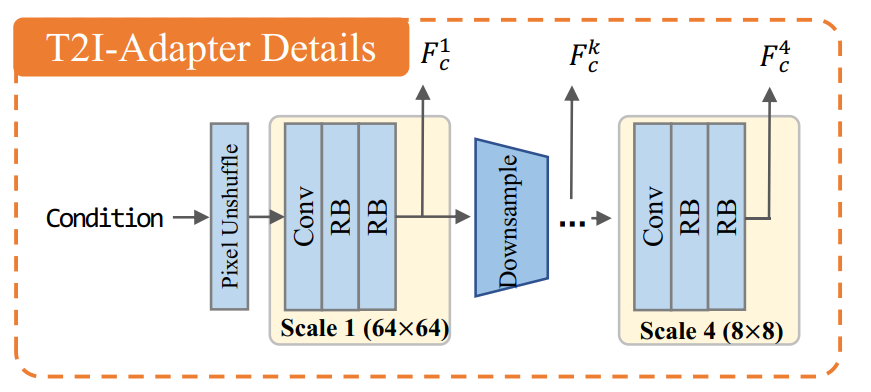 T2I-Adapter Details
F_c^1
F_c^k
F_c^4
Condition
Pixel Unshuffle
Conv
RB
RB
Scale 1 (64×64)
Downsample
...
Conv
RB
RB
Scale 4 (8×8)